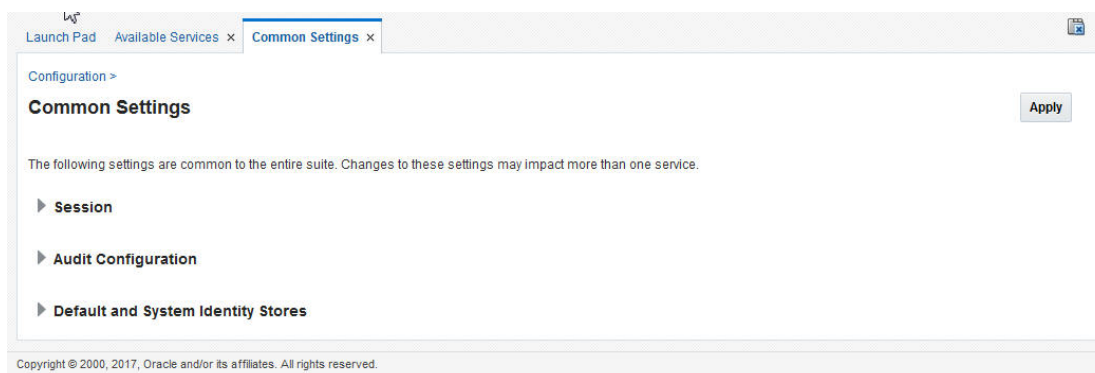 Launch Pad Available Services × Common Settings ×
Configuration >
Common Settings
Apply
The following settings are common to the entire suite. Changes to these settings may impact more than one service.
Session
Audit Configuration
Default and System Identity Stores
Copyright © 2000, 2017, Oracle and/or its affiliates. All rights reserved.